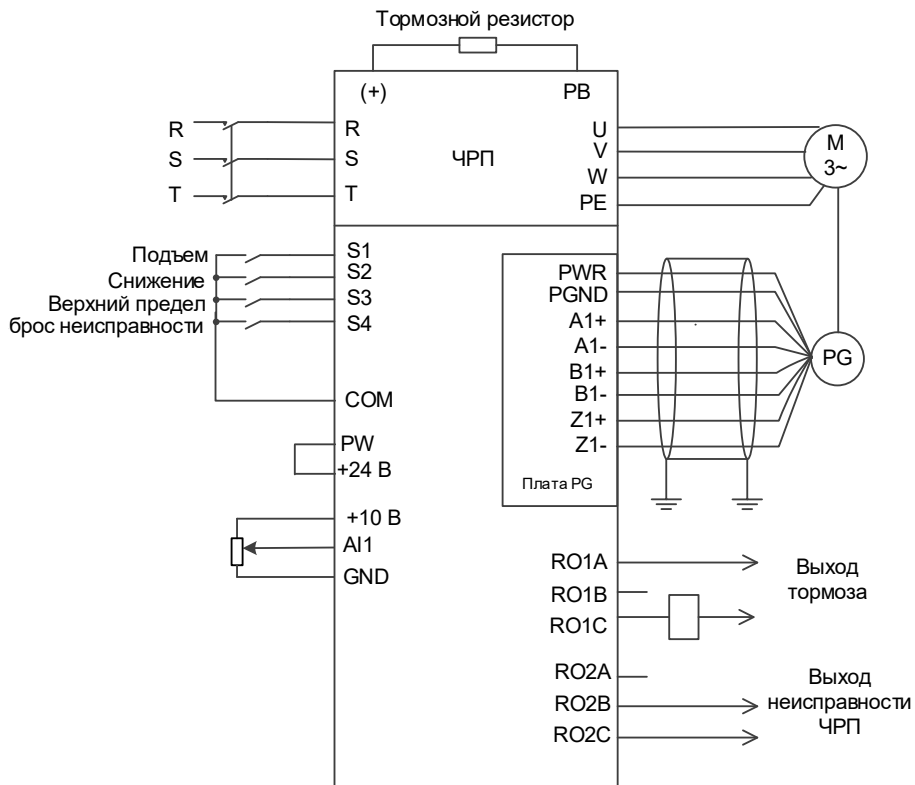 Тормозной резистор
(+)
PB
R
S
T
R
S
T
ЧРП
U
V
W
PE
M
3~
Подъем
Снижение
Верхний предел
брос неисправности
S1
S2
S3
S4
COM
PW
+24 В
+10 В
AI1
GND
PWR
PGND
A1+
A1-
B1+
B1-
Z1+
Z1-
Плата PG
PG
RO1A
RO1B
RO1C
Выход
тормоза
RO2A
RO2B
RO2C
Выход
неисправности
ЧРП